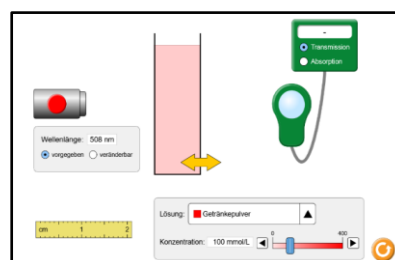 -
Transmission
Absorption
Wellenlänge: 508 nm
vorgegeben veränderbar
cm 1 2
Lösung: Getränkepulver
0 400
Konzentration: 100 mmol/L